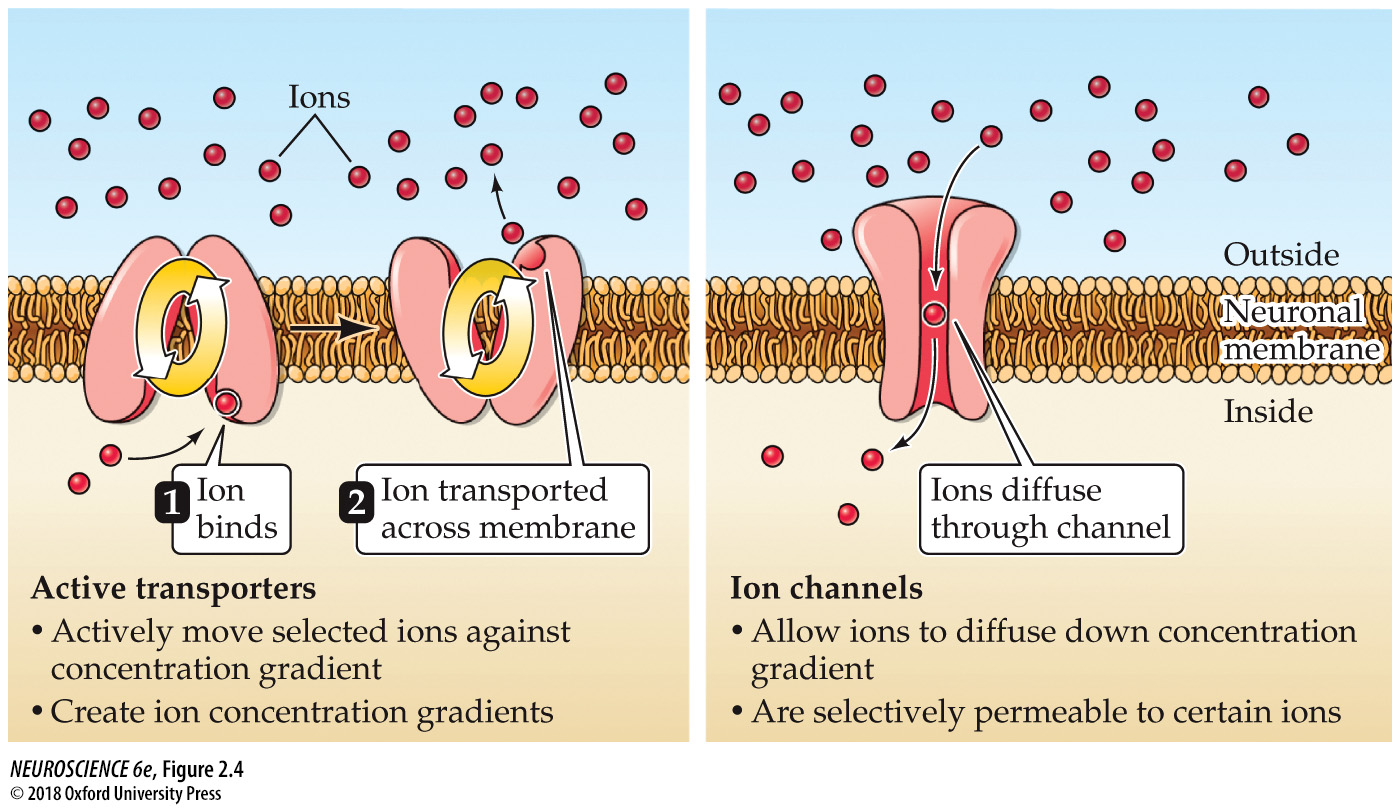 Ions
1 Ion
binds
2 Ion transported
across membrane
Active transporters
• Actively move selected ions against
concentration gradient
• Create ion concentration gradients
Outside
Neuronal
membrane
Inside
Ions diffuse
through channel
Ion channels
• Allow ions to diffuse down concentration
gradient
• Are selectively permeable to certain ions
NEUROSCIENCE 6e, Figure 2.4
© 2018 Oxford University Press